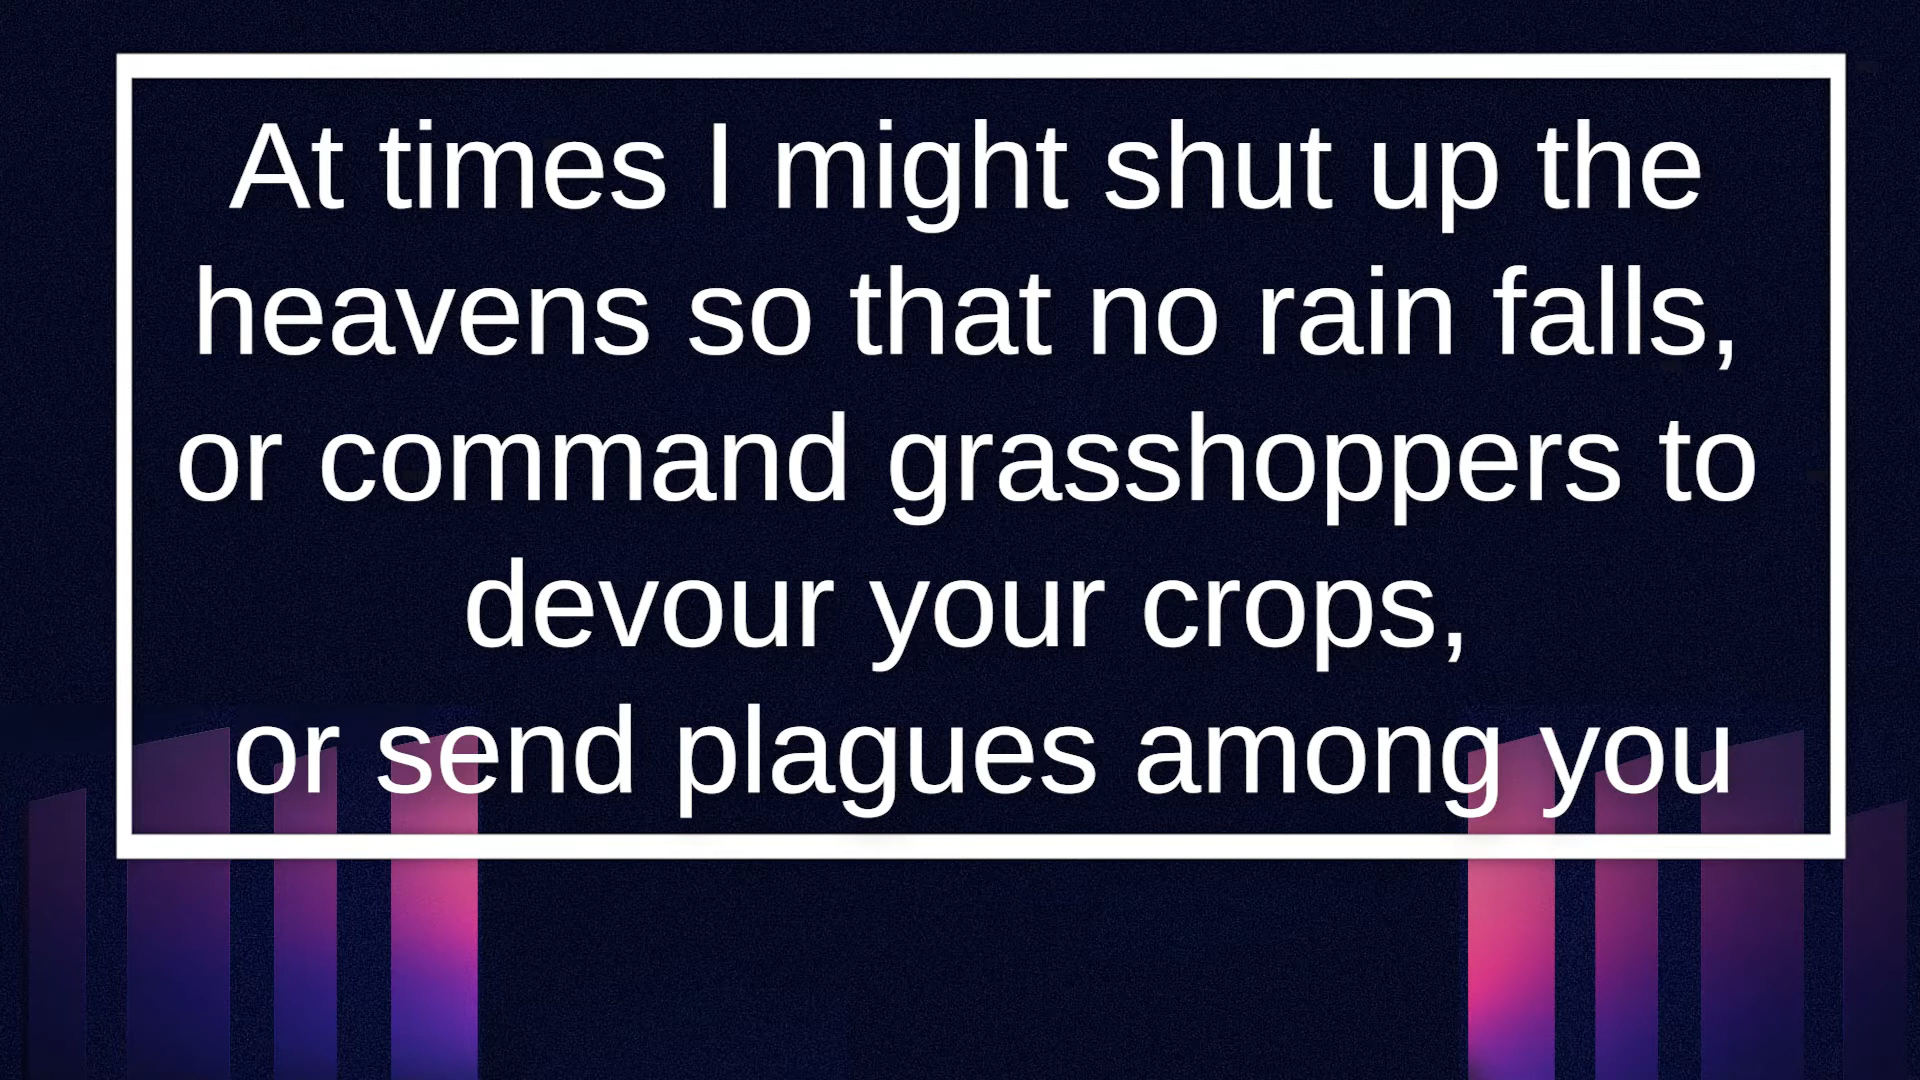 At times I might shut up the
heavens so that no rain falls,
or command grasshoppers to
devour your crops,
or send plagues among you